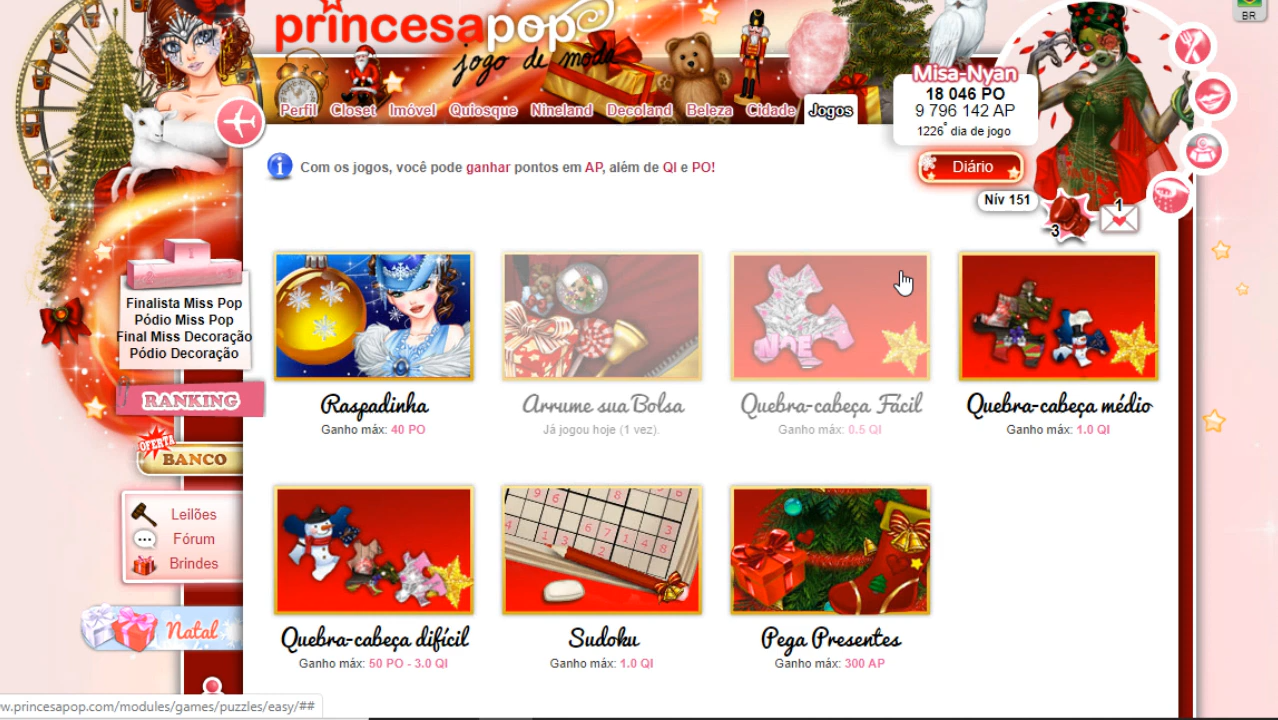 princesapop
jogo de moda
BR
Perfil Closet Imóvel Quiosque Nineland Decoland Beleza Cidade Jogos
Misa-Nyan
18 046 PO
9 796 142 AP
1226° dia de jogo
Diário
Nív 151
3
1
Com os jogos, você pode ganhar pontos em AP, além de QI e PO!
1
Finalista Miss Pop
Pódio Miss Pop
Final Miss Decoração
Pódio Decoração
RANKING
OFERTA
BANCO
Leilões
Fórum
Brindes
Natal
Raspadinha
Ganho máx: 40 PO
Arrume sua Bolsa
Já jogou hoje (1 vez).
Quebra-cabeça Fácil
Ganho máx: 0.5 QI
Quebra-cabeça médio
Ganho máx: 1.0 QI
Quebra-cabeça difícil
Ganho máx: 50 PO - 3.0 QI
Sudoku
Ganho máx: 1.0 QI
Pega Presentes
Ganho máx: 300 AP
w.princesapop.com/modules/games/puzzles/easy/##